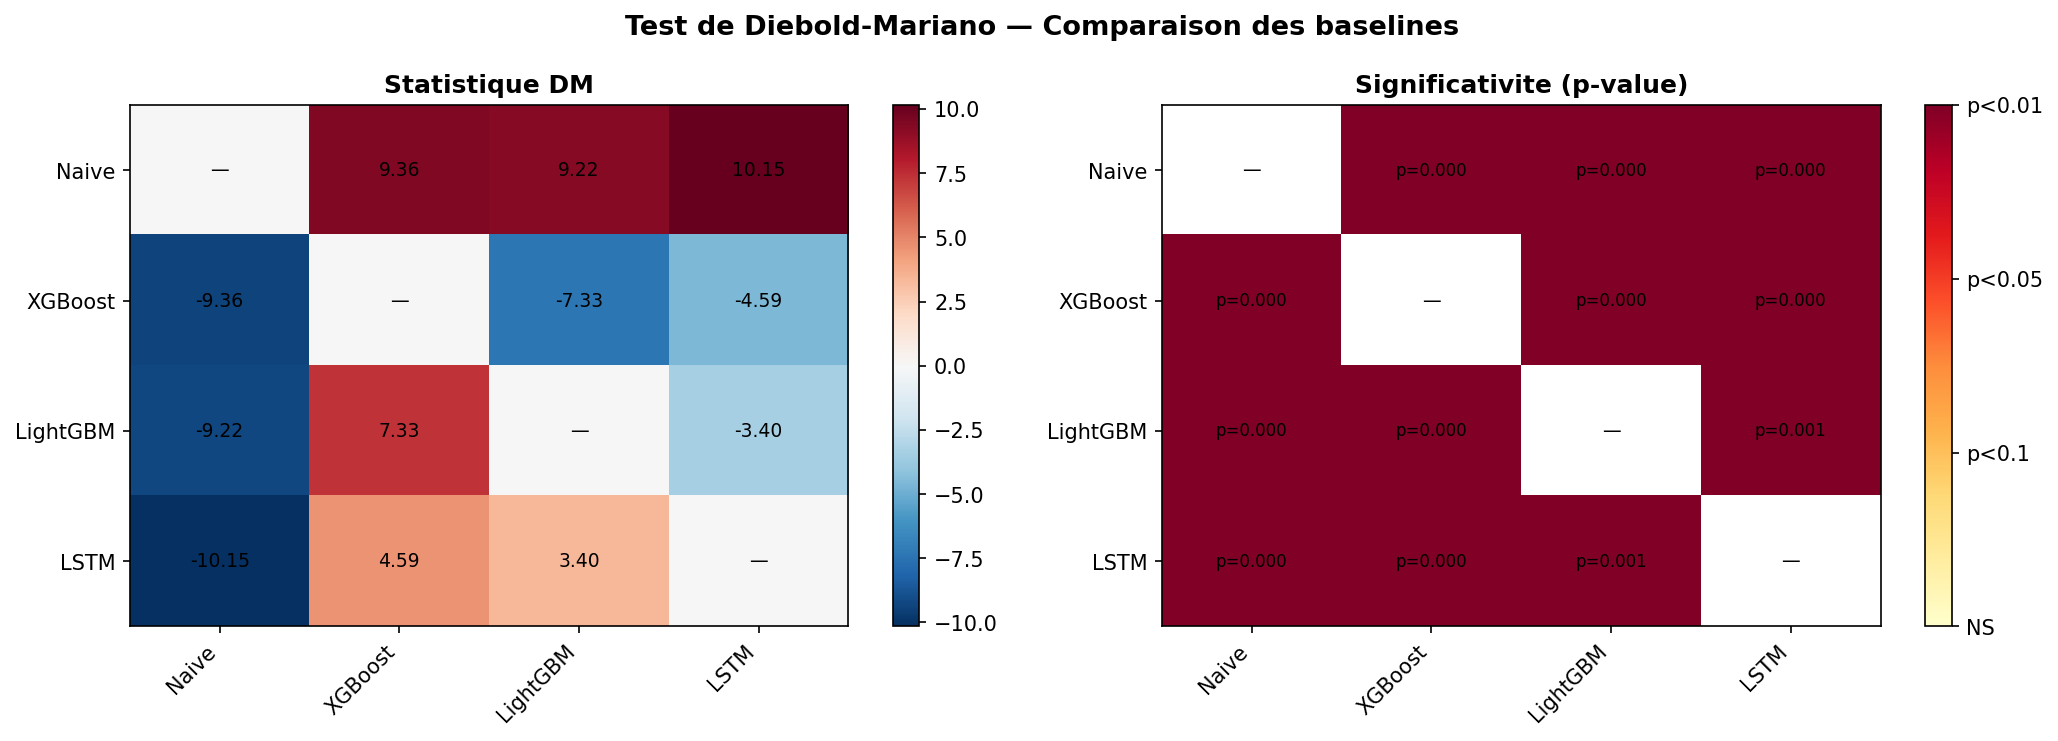 Test de Diebold-Mariano — Comparaison des baselines
Statistique DM
Naive — 9.36 9.22 10.15
XGBoost -9.36 — -7.33 -4.59
LightGBM -9.22 7.33 — -3.40
LSTM -10.15 4.59 3.40 —
Naive XGBoost LightGBM LSTM
10.0
7.5
5.0
2.5
0.0
−2.5
−5.0
−7.5
−10.0
Significativite (p-value)
Naive — p=0.000 p=0.000 p=0.000
XGBoost p=0.000 — p=0.000 p=0.000
LightGBM p=0.000 p=0.000 — p=0.001
LSTM p=0.000 p=0.000 p=0.001 —
Naive XGBoost LightGBM LSTM
p<0.01
p<0.05
p<0.1
NS